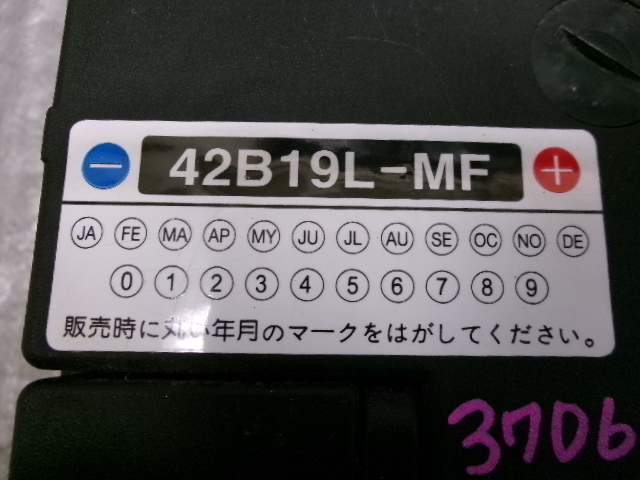 − 42B19L-MF +
JA FE MA AP MY JU JL AU SE OC NO DE
0 1 2 3 4 5 6 7 8 9
販売時に丸い年月のマークをはがしてください。
3706